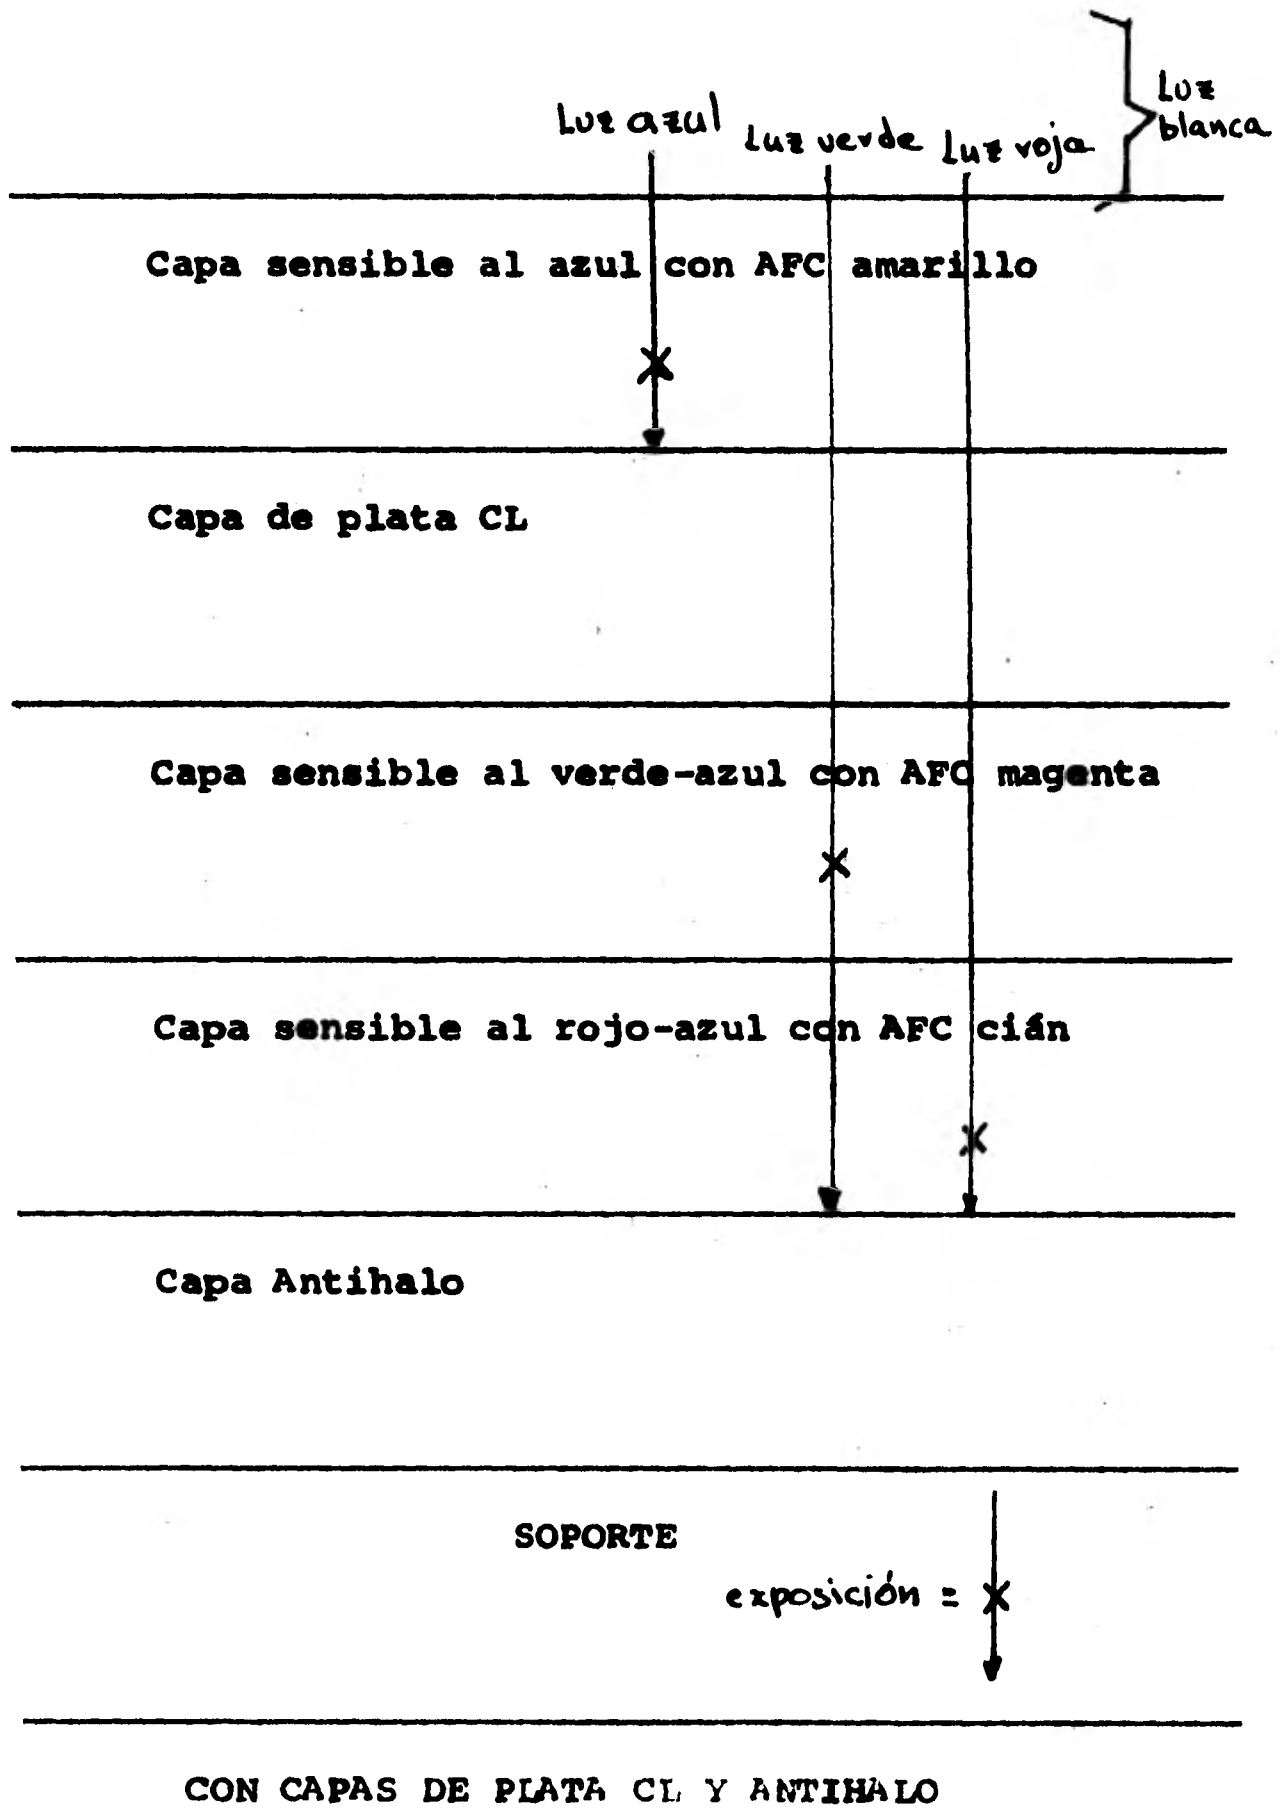 Luz azul
Luz verde
Luz roja
Luz
blanca
Capa sensible al azul con AFC amarillo
Capa de plata CL
Capa sensible al verde-azul con AFC magenta
Capa sensible al rojo-azul con AFC cián
Capa Antihalo
SOPORTE
exposición =
CON CAPAS DE PLATA CL Y ANTIHALO